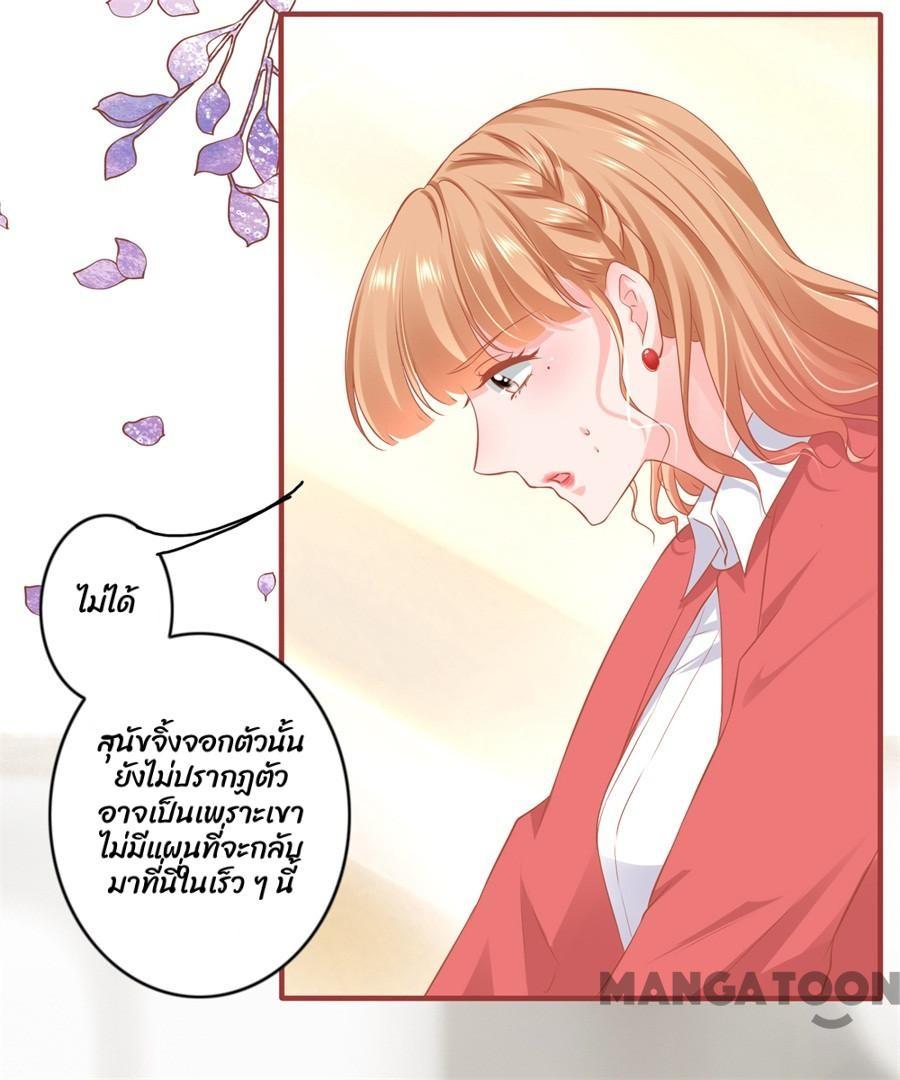 ไม่ได้
สุนัขจิ้งจอกตัวนั้น
ยังไม่ปรากฏตัว
อาจเป็นเพราะเขา
ไม่มีแผนที่จะกลับ
มาที่นี่ในเร็ว ๆ นี้
MANGATOON